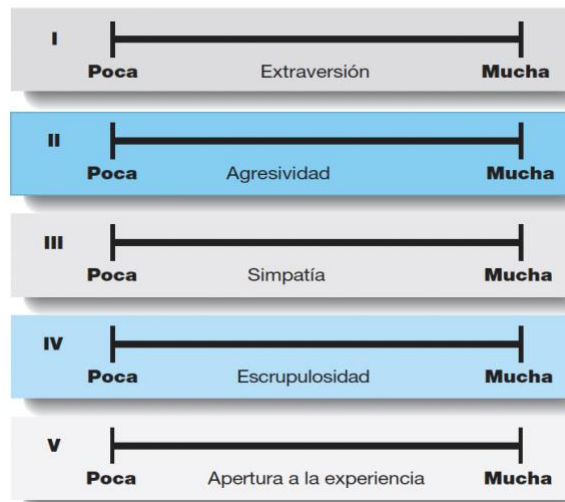 I
Poca Extraversión Mucha
II
Poca Agresividad Mucha
III
Poca Simpatía Mucha
IV
Poca Escrupulosidad Mucha
V
Poca Apertura a la experiencia Mucha